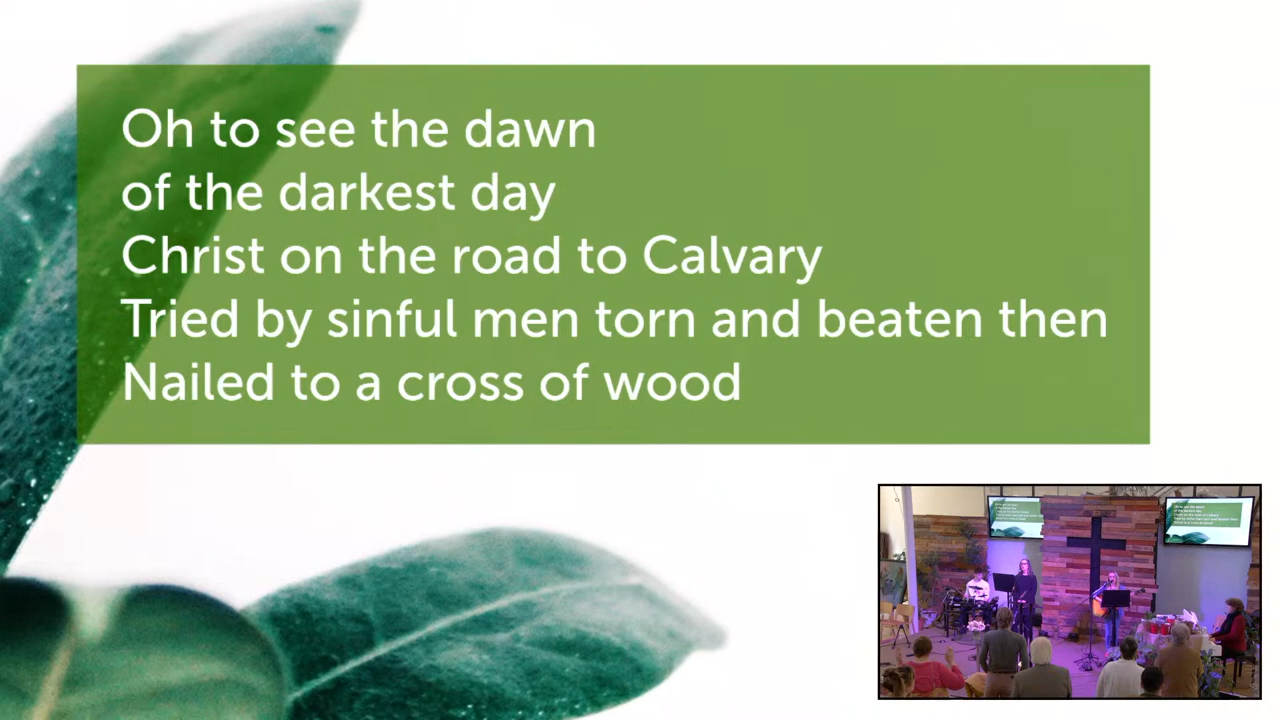 Oh to see the dawn
of the darkest day
Christ on the road to Calvary
Tried by sinful men torn and beaten then
Nailed to a cross of wood